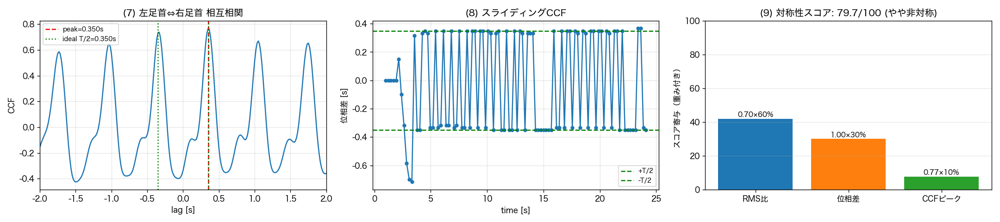 (7) 左足首⇔右足首 相互相関
peak=0.350s
ideal T/2=0.350s
CCF
0.8
0.6
0.4
0.2
0.0
-0.2
-0.4
-2.0 -1.5 -1.0 -0.5 0.0 0.5 1.0 1.5 2.0
lag [s]
(8) スライディングCCF
位相差 [s]
0.4
0.2
0.0
-0.2
-0.4
-0.6
+T/2
-T/2
0 5 10 15 20 25
time [s]
(9) 対称性スコア: 79.7/100 (やや非対称)
スコア寄与（重み付き）
100
80
60
40
20
0
0.70×60%
1.00×30%
0.77×10%
RMS比 位相差 CCFピーク